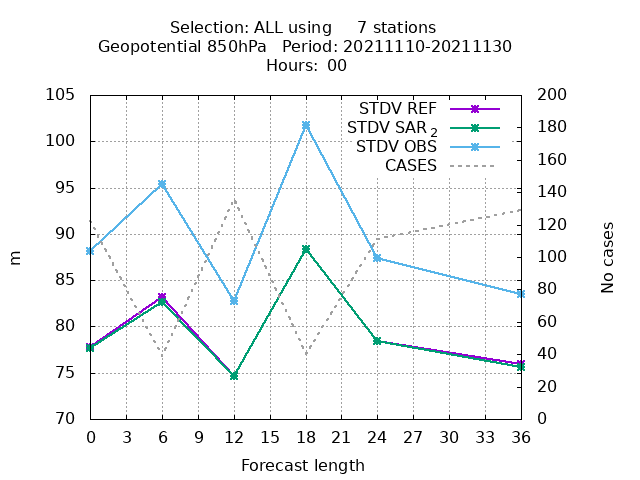 Selection: ALL using     7 stations
Geopotential 850hPa   Period: 20211110-20211130
Hours:  00
105
100
95
90
85
80
75
70
200
180
160
140
120
100
80
60
40
20
0
STDV REF
STDV SAR 2
STDV OBS
CASES
m
No cases
0 3 6 9 12 15 18 21 24 27 30 33 36
Forecast length